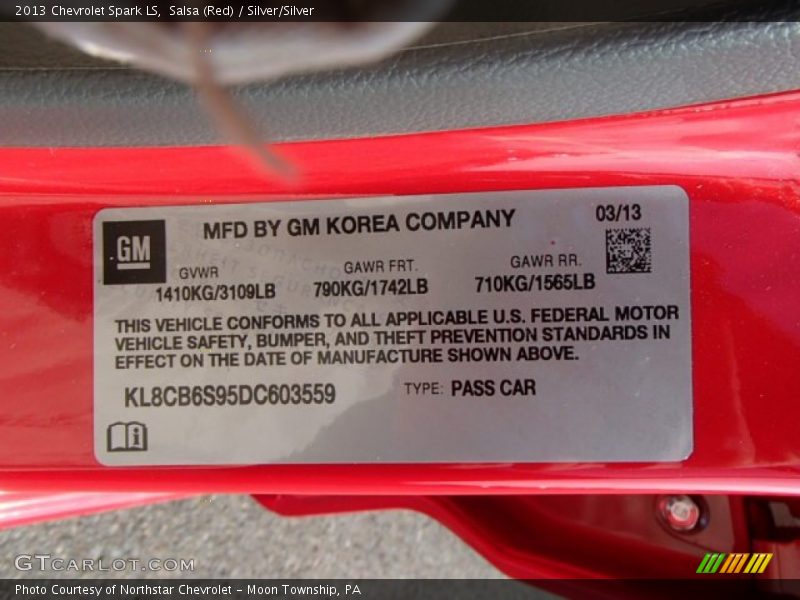 2013 Chevrolet Spark LS, Salsa (Red) / Silver/Silver
GM
MFD BY GM KOREA COMPANY
03/13
GVWR
GAWR FRT.
GAWR RR.
1410KG/3109LB
790KG/1742LB
710KG/1565LB
THIS VEHICLE CONFORMS TO ALL APPLICABLE U.S. FEDERAL MOTOR
VEHICLE SAFETY, BUMPER, AND THEFT PREVENTION STANDARDS IN
EFFECT ON THE DATE OF MANUFACTURE SHOWN ABOVE.
KL8CB6S95DC603559
TYPE: PASS CAR
GTCARLOT.COM
Photo Courtesy of Northstar Chevrolet - Moon Township, PA